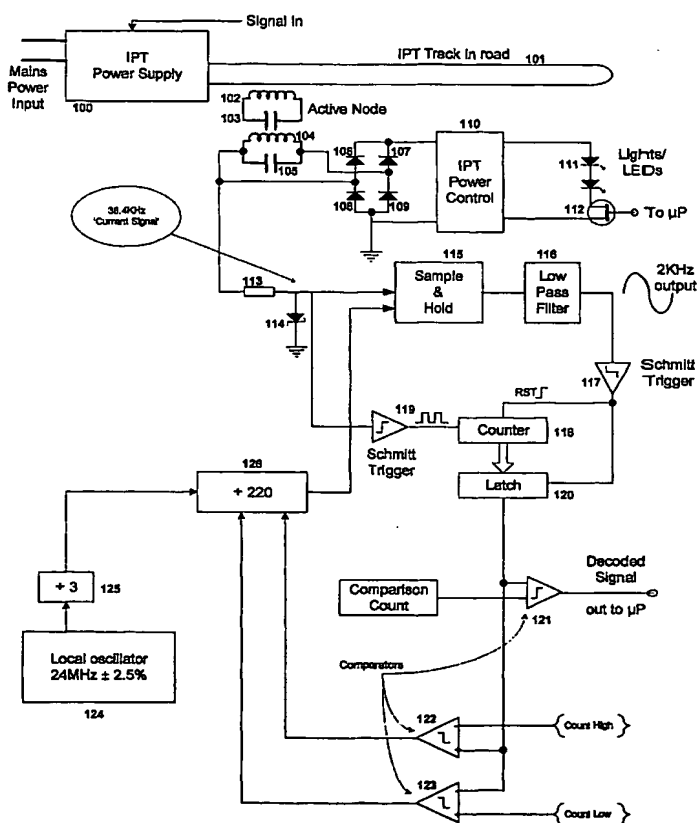 Signal In
IPT
Power Supply
Mains
Power
Input
100
IPT Track in road
101
102
103
Active Node
104
105
106
107
108
109
110
IPT
Power
Control
111
Lights/
LEDs
112
To µP
38.4KHz
'Current Signal'
113
114
115
Sample
&
Hold
116
Low
Pass
Filter
2KHz
output
117
Schmitt
Trigger
RST
119
Schmitt
Trigger
Counter
118
Latch
120
126
÷ 220
÷ 3
125
Local oscillator
24MHz ± 2.5%
124
Comparison
Count
Decoded
Signal
out to µP
121
Comparators
122
Count High
123
Count Low